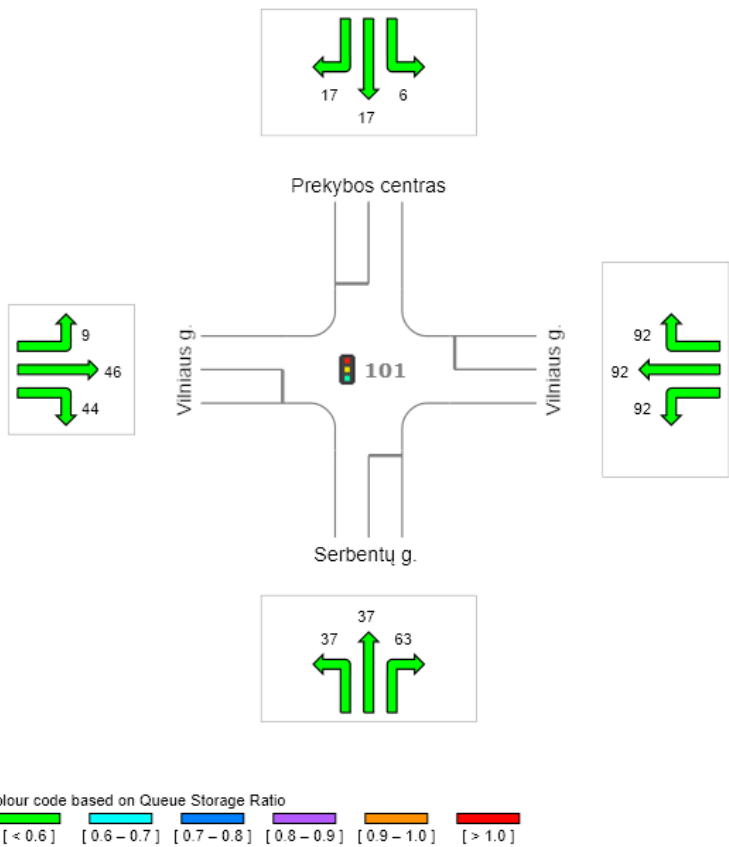 17
6
17
Prekybos centras
Vilniaus g.
9
46
44
101
Vilniaus g.
92
92
92
Serbentų g.
37
37
63
olour code based on Queue Storage Ratio
[ < 0.6 ] [ 0.6 – 0.7 ] [ 0.7 – 0.8 ] [ 0.8 – 0.9 ] [ 0.9 – 1.0 ] [ > 1.0 ]